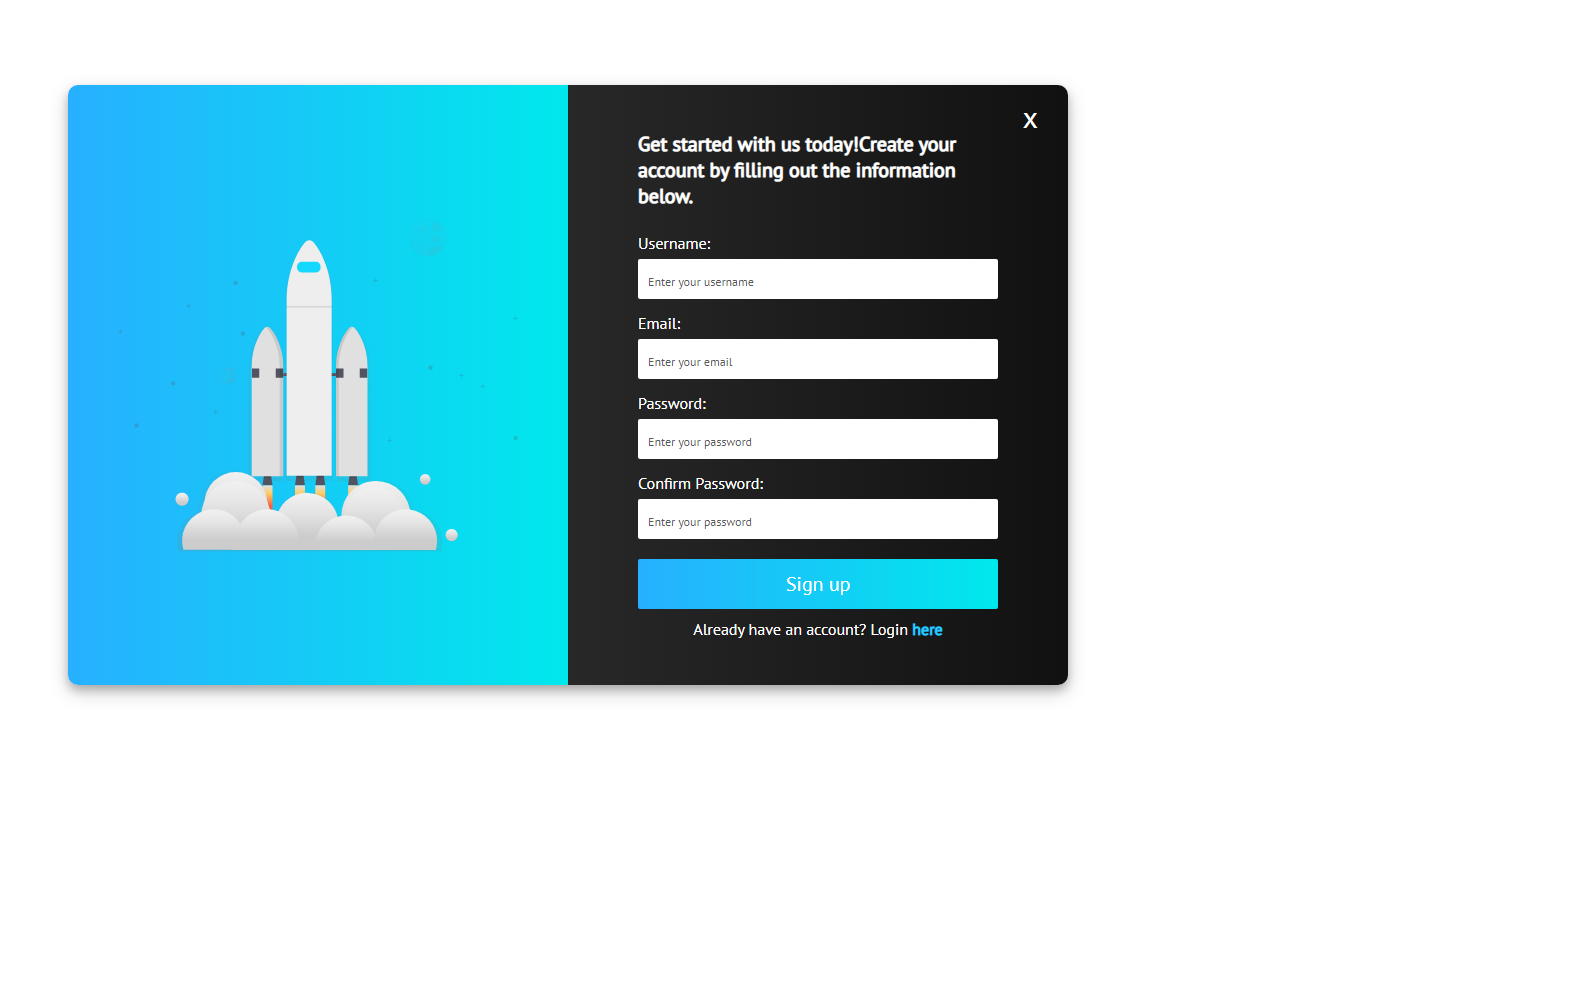 X
Get started with us today!Create your
account by filling out the information
below.
Username:
Enter your username
Email:
Enter your email
Password:
Enter your password
Confirm Password:
Enter your password
Sign up
Already have an account? Login here